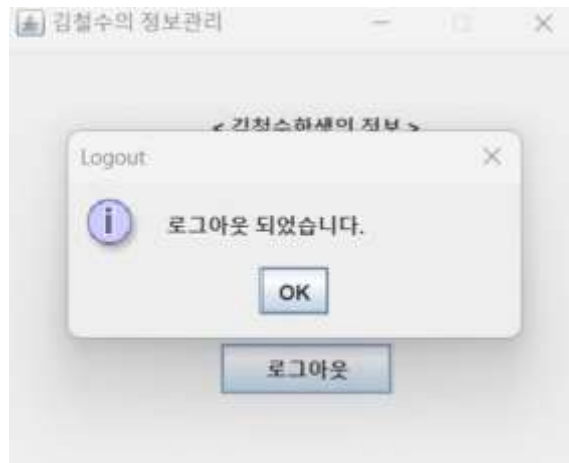 김철수의 정보관리
< 김철수학생의 정보 >
Logout
로그아웃 되었습니다.
OK
로그아웃